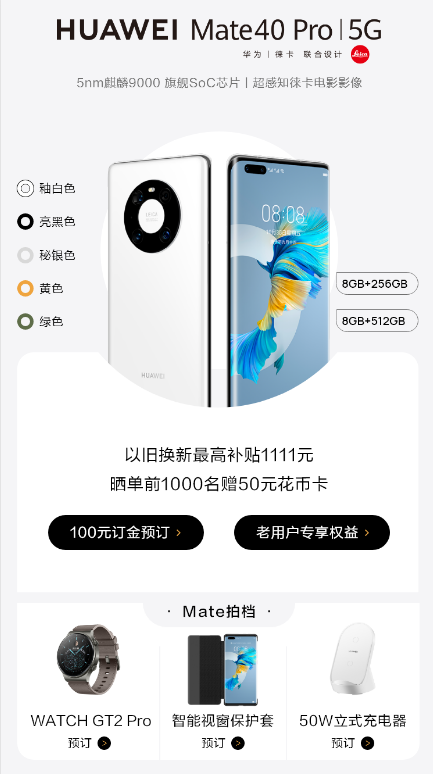 HUAWEI Mate40 Pro|5G
华为 | 徕卡 联合设计 Leica
5nm麒麟9000 旗舰SoC芯片 | 超感知徕卡电影影像
釉白色
亮黑色
秘银色
黄色
绿色
08:08
HUAWEI
8GB+256GB
8GB+512GB
以旧换新最高补贴1111元
晒单前1000名赠50元花币卡
100元订金预订 >
老用户专享权益 >
· Mate拍档 ·
WATCH GT2 Pro
预订 >
智能视窗保护套
预订 >
50W立式充电器
预订 >